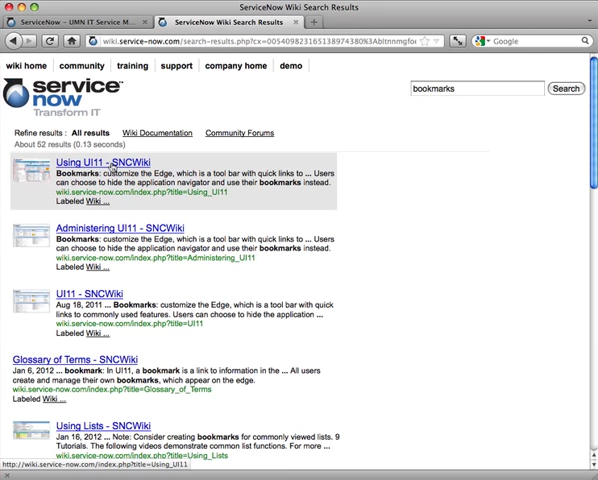 ServiceNow Wiki Search Results
ServiceNow – UMN IT Service M...
ServiceNow Wiki Search Results
wiki.service-now.com/search-results.php?cx=005409823165138974380%3Abltnnmgfoe
Google
wiki home
community
training
support
company home
demo
service now™
Transform IT
bookmarks
Search
Refine results :
All results
Wiki Documentation
Community Forums
About 52 results (0.13 seconds)
Using UI11 - SNCWiki
Bookmarks: customize the Edge, which is a tool bar with quick links to ... Users
can choose to hide the application navigator and use their bookmarks instead.
wiki.service-now.com/index.php?title=Using_UI11
Labeled Wiki ...
Administering UI11 - SNCWiki
Bookmarks: customize the Edge, which is a tool bar with quick links to ... Users
can choose to hide the application navigator and use their bookmarks instead.
wiki.service-now.com/index.php?title=Administering_UI11
Labeled Wiki ...
UI11 - SNCWiki
Aug 18, 2011 ... Bookmarks: customize the Edge, which is a tool bar with quick
links to commonly used features. Users can choose to hide the application ...
wiki.service-now.com/index.php?title=UI11
Labeled Wiki ...
Glossary of Terms - SNCWiki
Jan 6, 2012 ... bookmark: In UI11, a bookmark is a link to information in the ... All users
create and manage their own bookmarks, which appear on the edge.
wiki.service-now.com/index.php?title=Glossary_of_Terms
Labeled Wiki ...
Using Lists - SNCWiki
Jan 16, 2012 ... Note: Consider creating bookmarks for commonly viewed lists. 9
Tutorials. The following videos demonstrate common list functions. For more ...
wiki.service-now.com/index.php?title=Using_Lists
http://wiki.service-now.com/index.php?title=Using_UI11